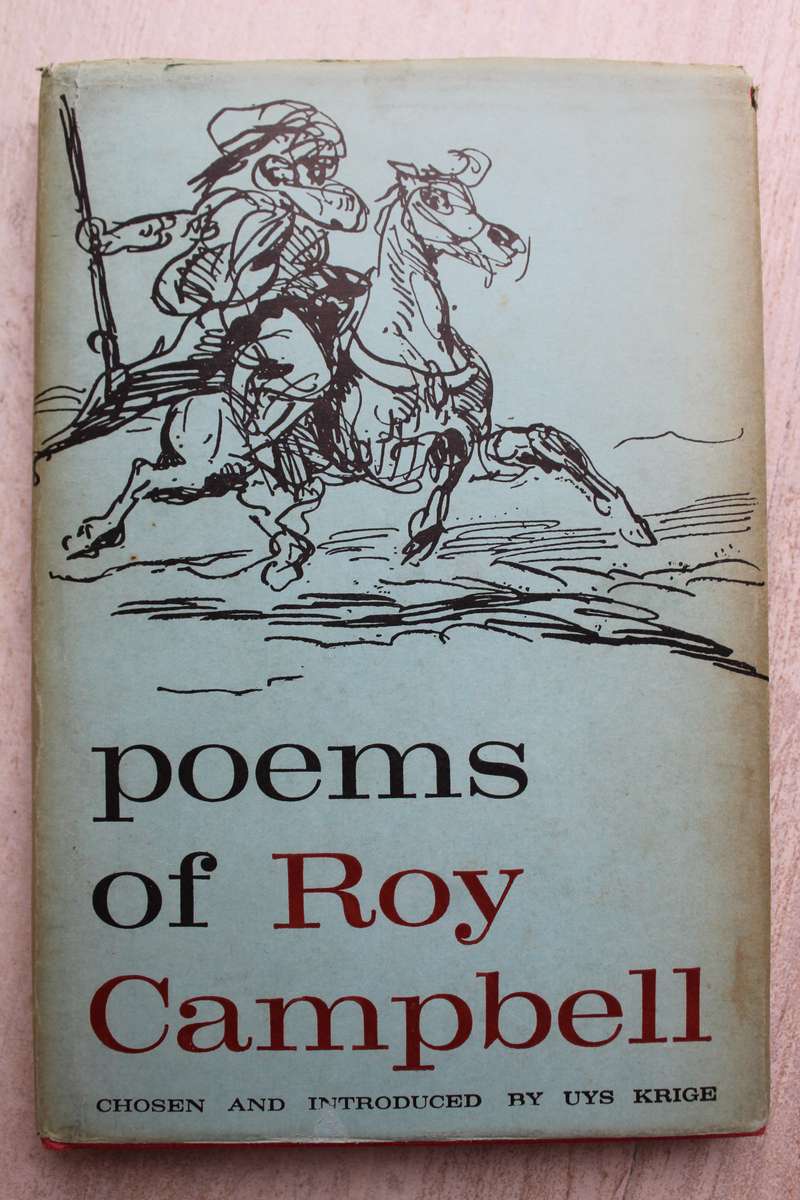 poems
of Roy
Campbell
CHOSEN AND INTRODUCED BY UYS KRIGE